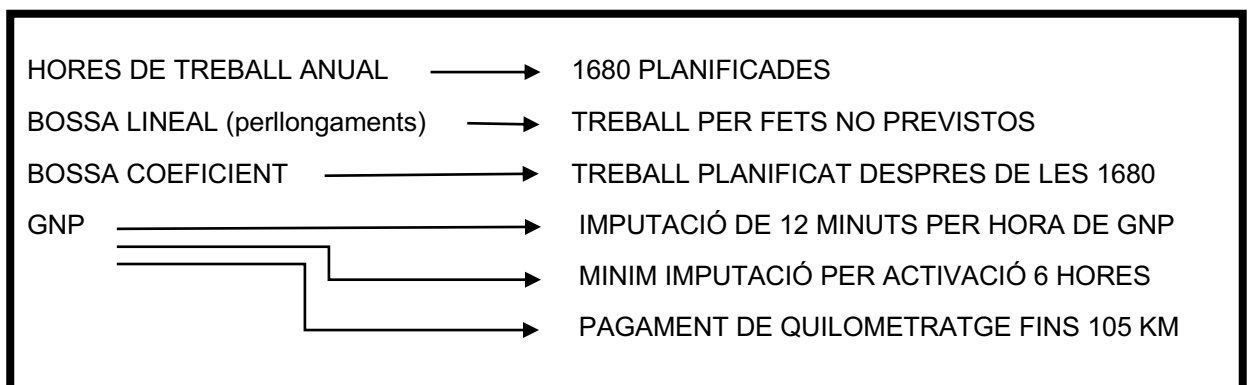 HORES DE TREBALL ANUAL 1680 PLANIFICADES
BOSSA LINEAL (perllongaments) TREBALL PER FETS NO PREVISTOS
BOSSA COEFICIENT TREBALL PLANIFICAT DESPRES DE LES 1680
GNP IMPUTACIÓ DE 12 MINUTS PER HORA DE GNP
MINIM IMPUTACIÓ PER ACTIVACIÓ 6 HORES
PAGAMENT DE QUILOMETRATGE FINS 105 KM